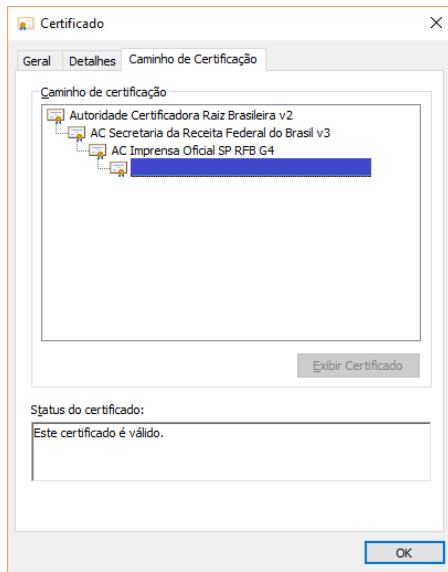 Certificado
Geral Detalhes Caminho de Certificação
Caminho de certificação
Autoridade Certificadora Raiz Brasileira v2
AC Secretaria da Receita Federal do Brasil v3
AC Imprensa Oficial SP RFB G4
Exibir Certificado
Status do certificado:
Este certificado é válido.
OK